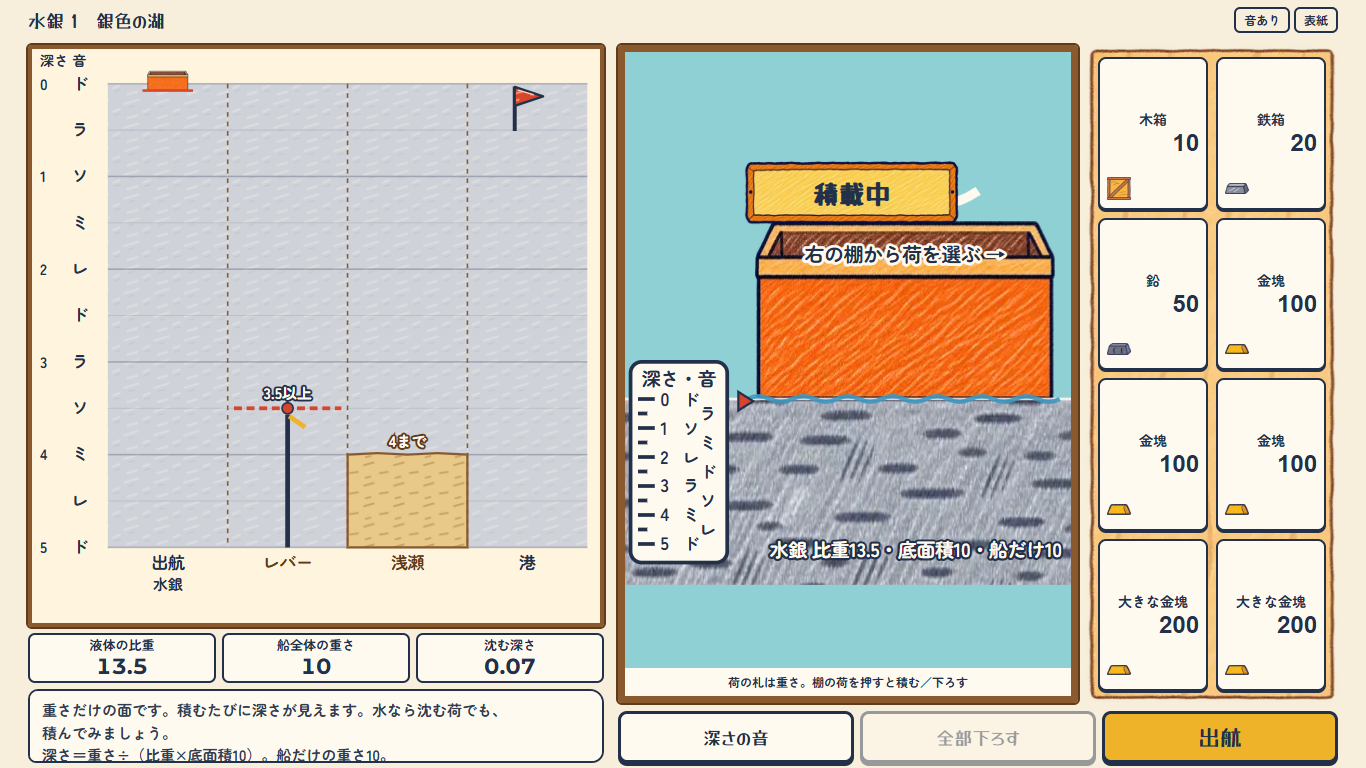 水銀 1　銀色の湖
音あり
表紙
深さ 音
0 ド
ラ
1 ソ
ミ
2 レ
ド
3 ラ
ソ
4 ミ
レ
5 ド
3.5以上
4まで
出航
水銀
レバー
浅瀬
港
液体の比重
13.5
船全体の重さ
10
沈む深さ
0.07
重さだけの面です。積むたびに深さが見えます。水なら沈む荷でも、
積んでみましょう。
深さ＝重さ÷（比重×底面積10）。船だけの重さ10。
積載中
右の棚から荷を選ぶ→
深さ・音
0 ド
ラ
1 ソ
ミ
2 レ
ド
3 ラ
ソ
4 ミ
レ
5 ド
水銀 比重13.5・底面積10・船だけ10
荷の札は重さ。棚の荷を押すと積む／下ろす
深さの音
全部下ろす
出航
木箱
10
鉄箱
20
鉛
50
金塊
100
金塊
100
金塊
100
大きな金塊
200
大きな金塊
200